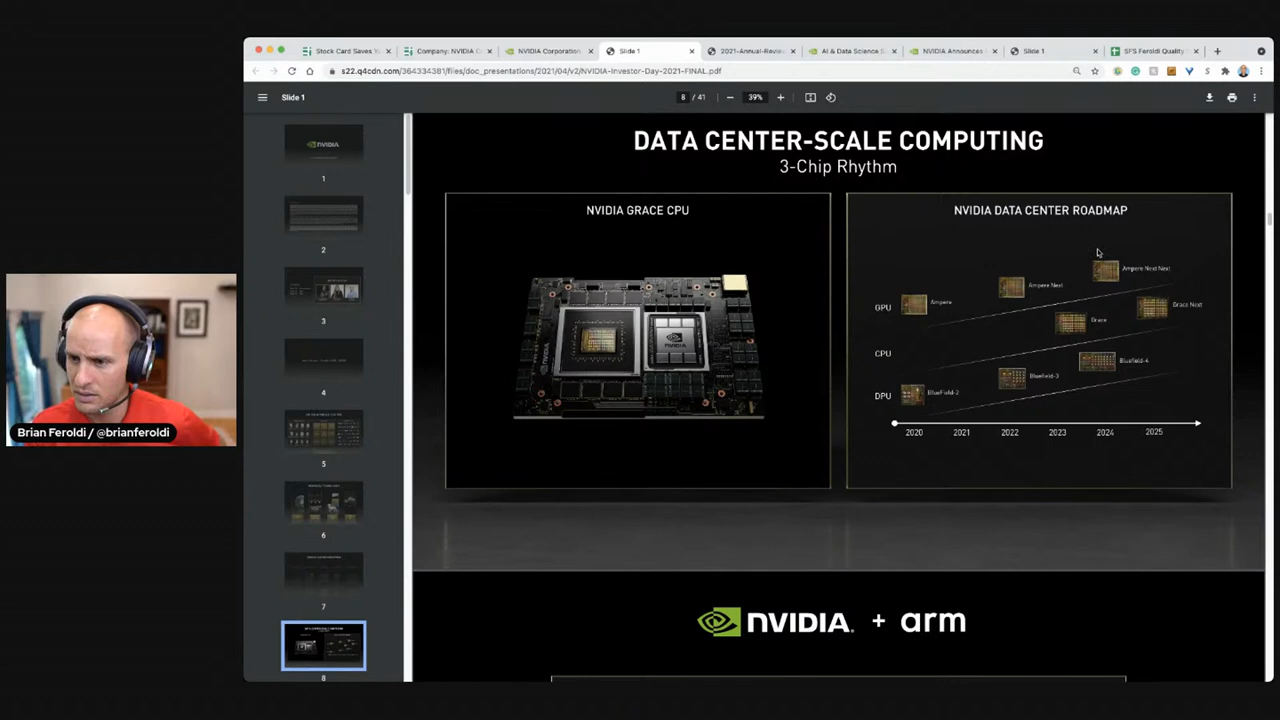 Stock Card Saves
Company: NVIDIA C
NVIDIA Corporation
Slide 1
2021-Annual-Review
AI & Data Science S
NVIDIA Announces
Slide 1
SFS Feroldi Quality
s22.q4cdn.com/364334381/files/doc_presentations/2021/04/v2/NVIDIA-Investor-Day-2021-FINAL.pdf
Slide 1
8 / 41
39%
1
2
3
4
5
6
7
8
DATA CENTER-SCALE COMPUTING
3-Chip Rhythm
NVIDIA GRACE CPU
NVIDIA
NVIDIA DATA CENTER ROADMAP
GPU
Ampere
Ampere Next
Ampere Next Next
CPU
Grace
Grace Next
DPU
BlueField-2
Bluefield-3
Bluefield-4
2020
2021
2022
2023
2024
2025
NVIDIA. + arm
Brian Feroldi / @brianferoldi